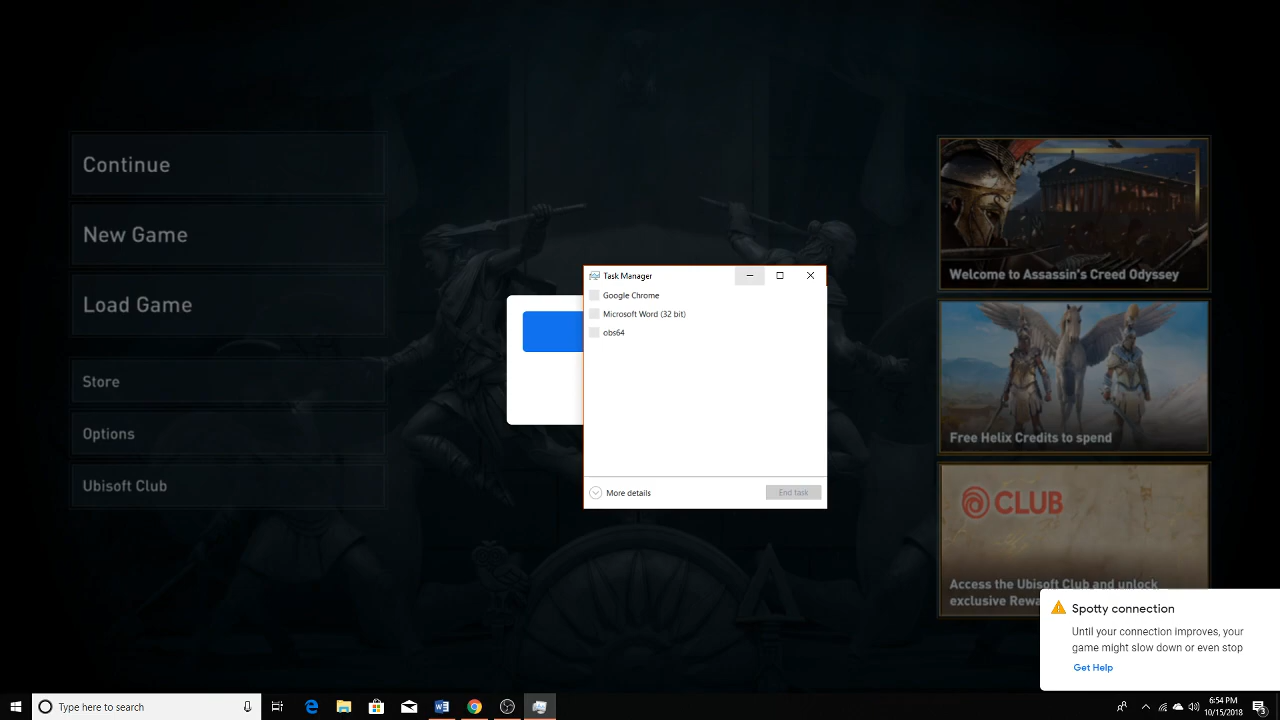 Continue
New Game
Load Game
Store
Options
Ubisoft Club
Task Manager
Google Chrome
Microsoft Word (32 bit)
obs64
More details
End task
Welcome to Assassin's Creed Odyssey
Free Helix Credits to spend
CLUB
Access the Ubisoft Club and unlock
exclusive Rewa
Spotty connection
Until your connection improves, your
game might slow down or even stop
Get Help
Type here to search
6:54 PM
10/15/2018
3